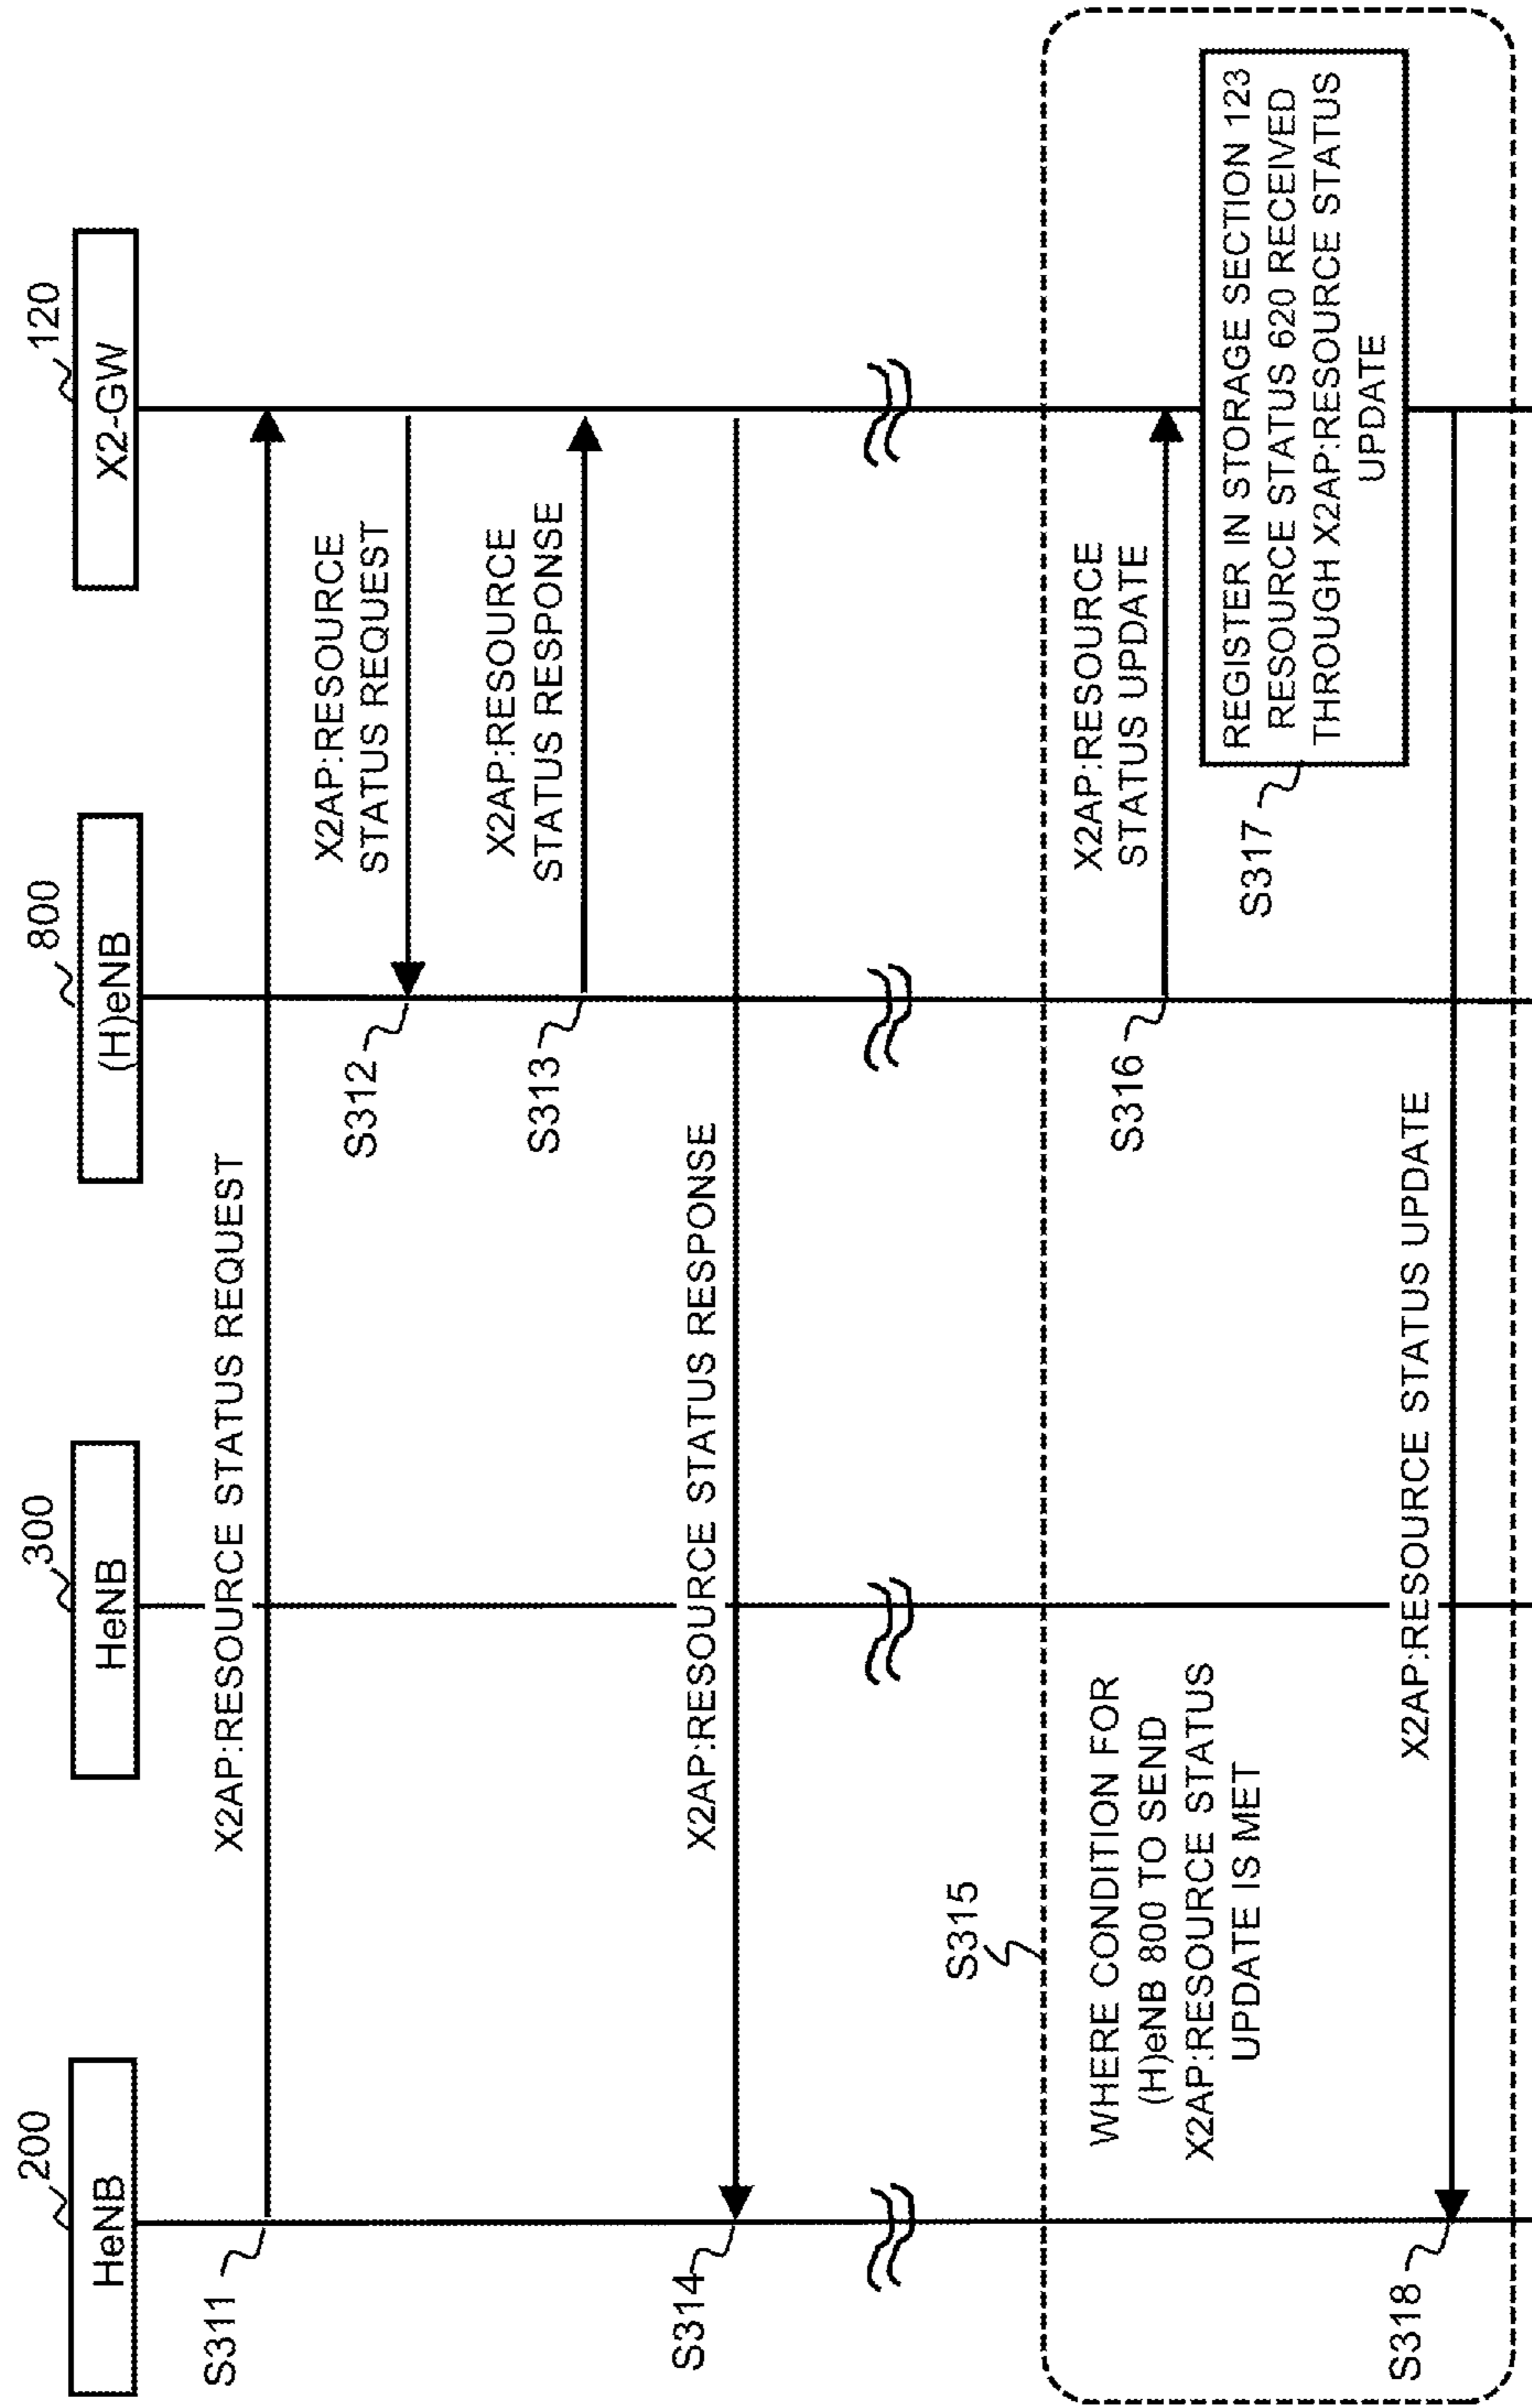 200
HeNB
300
HeNB
800
(H)eNB
120
X2-GW
S311
X2AP:RESOURCE STATUS REQUEST
X2AP:RESOURCE
STATUS REQUEST
S312
X2AP:RESOURCE
STATUS RESPONSE
S313
S314
X2AP:RESOURCE STATUS RESPONSE
S315
WHERE CONDITION FOR
(H)eNB 800 TO SEND
X2AP:RESOURCE STATUS
UPDATE IS MET
S316
X2AP:RESOURCE
STATUS UPDATE
S317
REGISTER IN STORAGE SECTION 123
RESOURCE STATUS 620 RECEIVED
THROUGH X2AP:RESOURCE STATUS
UPDATE
S318
X2AP:RESOURCE STATUS UPDATE